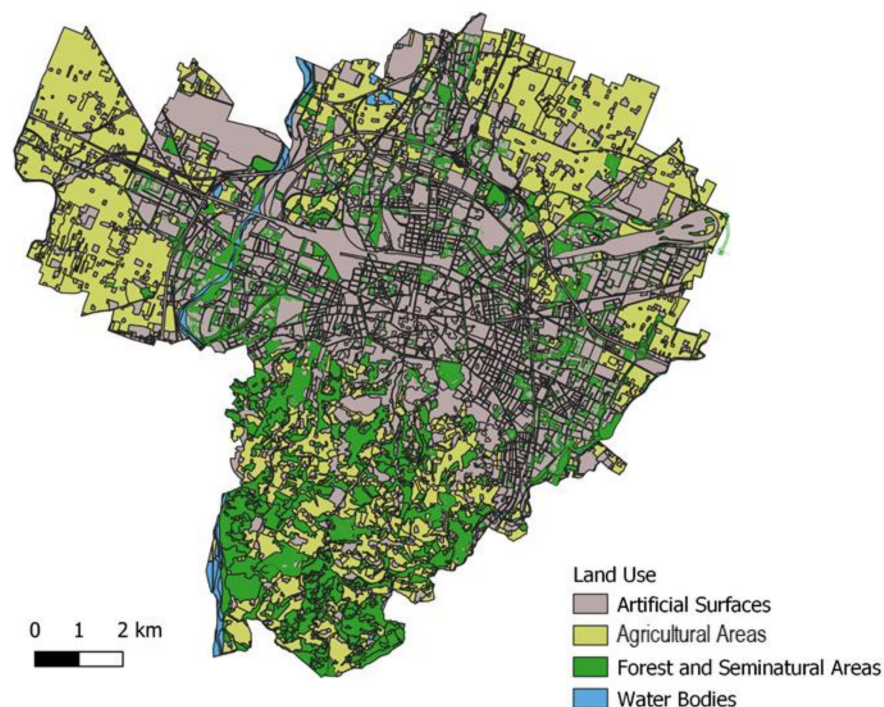 0 1 2 km
Land Use
Artificial Surfaces
Agricultural Areas
Forest and Seminatural Areas
Water Bodies